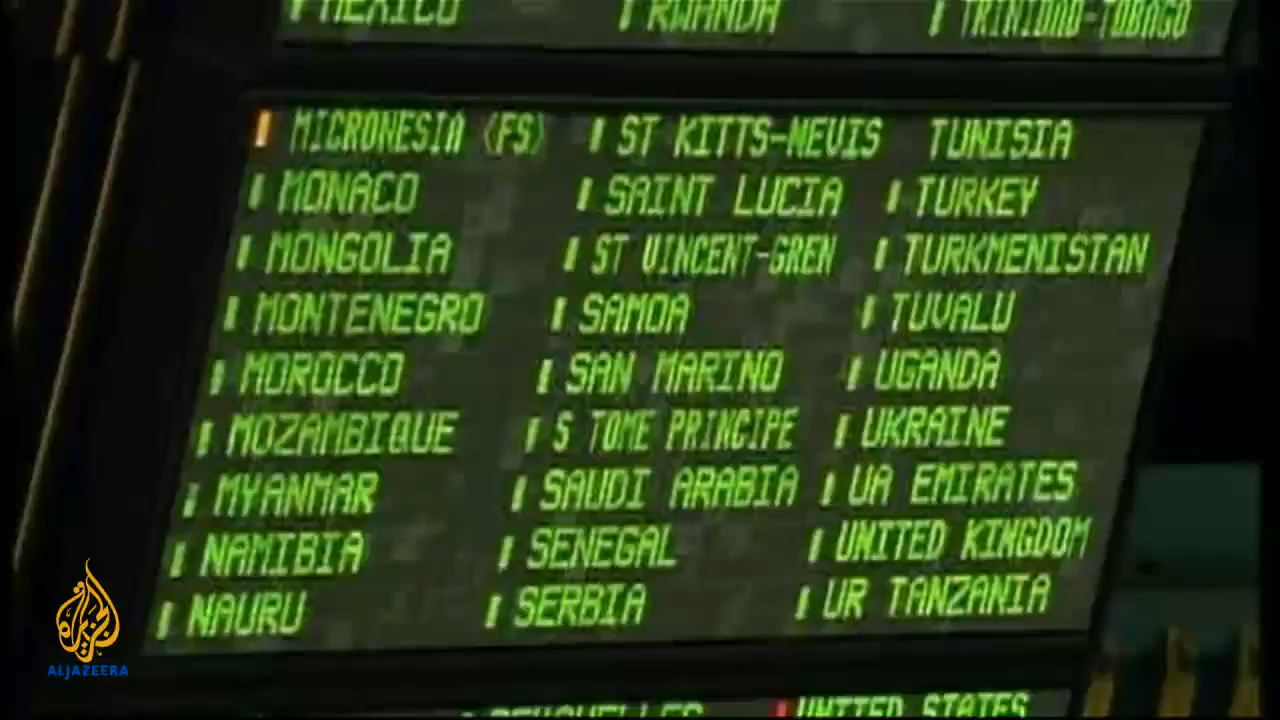 MEXICO RWANDA TRINIDAD-TOBAGO
MICRONESIA (FS) ST KITTS-NEVIS TUNISIA
MONACO SAINT LUCIA TURKEY
MONGOLIA ST VINCENT-GREN TURKMENISTAN
MONTENEGRO SAMOA TUVALU
MOROCCO SAN MARINO UGANDA
MOZAMBIQUE S TOME PRINCIPE UKRAINE
MYANMAR SAUDI ARABIA UA EMIRATES
NAMIBIA SENEGAL UNITED KINGDOM
NAURU SERBIA UR TANZANIA
SEYCHELLES UNITED STATES
الجزيرة
ALJAZEERA